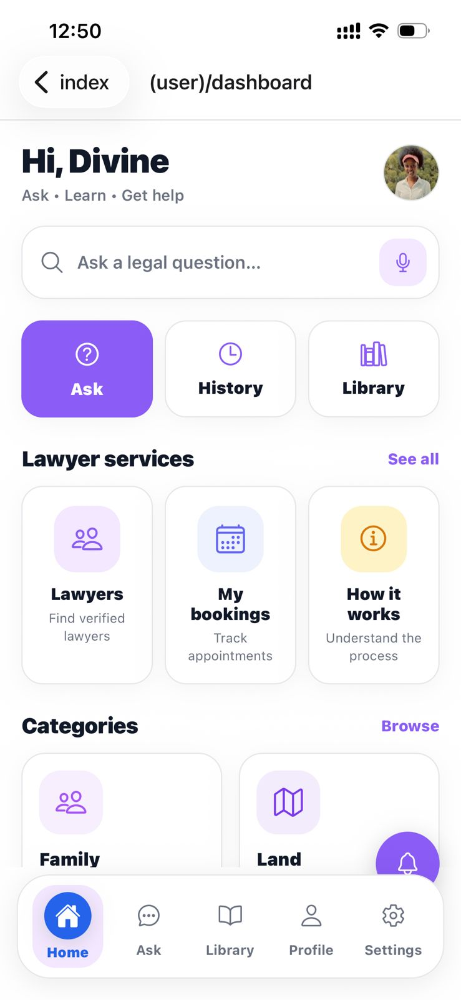 12:50
index
(user)/dashboard
Hi, Divine
Ask • Learn • Get help
Ask a legal question...
Ask
History
Library
Lawyer services
See all
Lawyers
Find verified
lawyers
My
bookings
Track
appointments
How it
works
Understand the
process
Categories
Browse
Family
Land
Home
Ask
Library
Profile
Settings